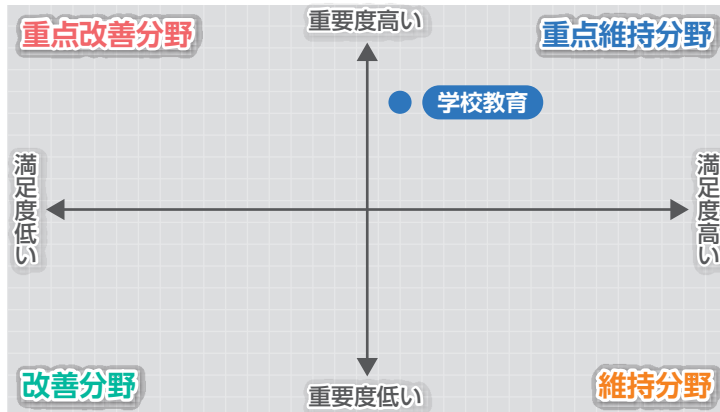 重点改善分野
重要度高い
重点維持分野
学校教育
満足度低い
満足度高い
改善分野
重要度低い
維持分野